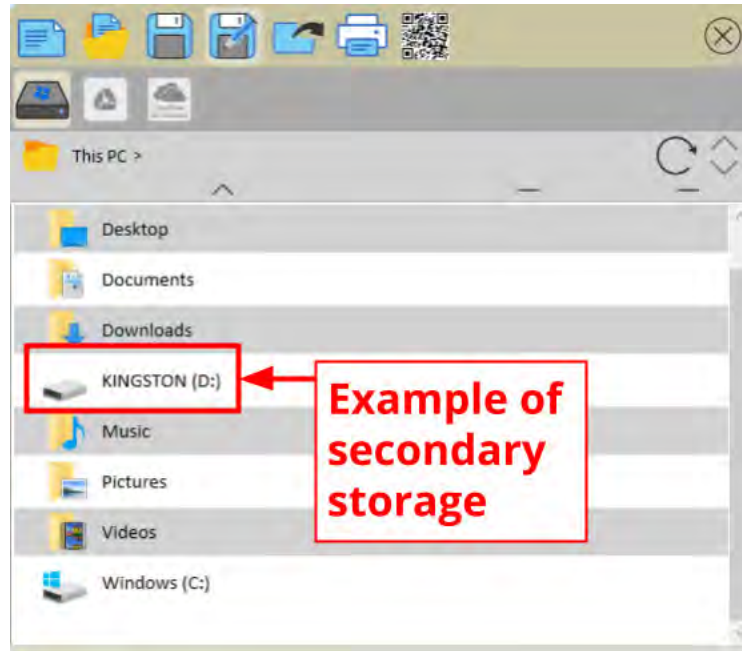 This PC >
Desktop
Documents
Downloads
KINGSTON (D:)
Example of
secondary
storage
Music
Pictures
Videos
Windows (C:)